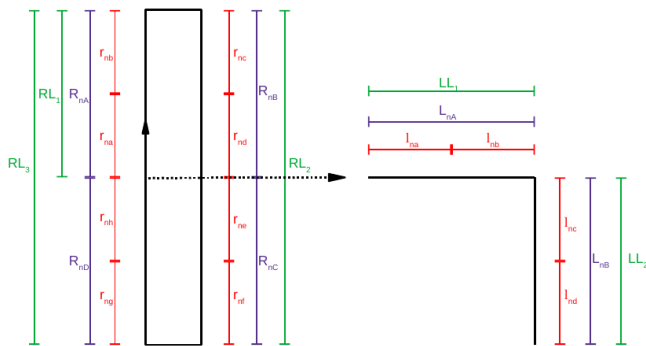 r_nb
r_nc
RL_1
R_nA
R_nB
LL_1
L_nA
r_na
r_nd
l_na
l_nb
RL_3
RL_2
r_nh
r_ne
l_nc
R_nD
R_nC
L_nB
LL_2
r_ng
r_nf
l_nd